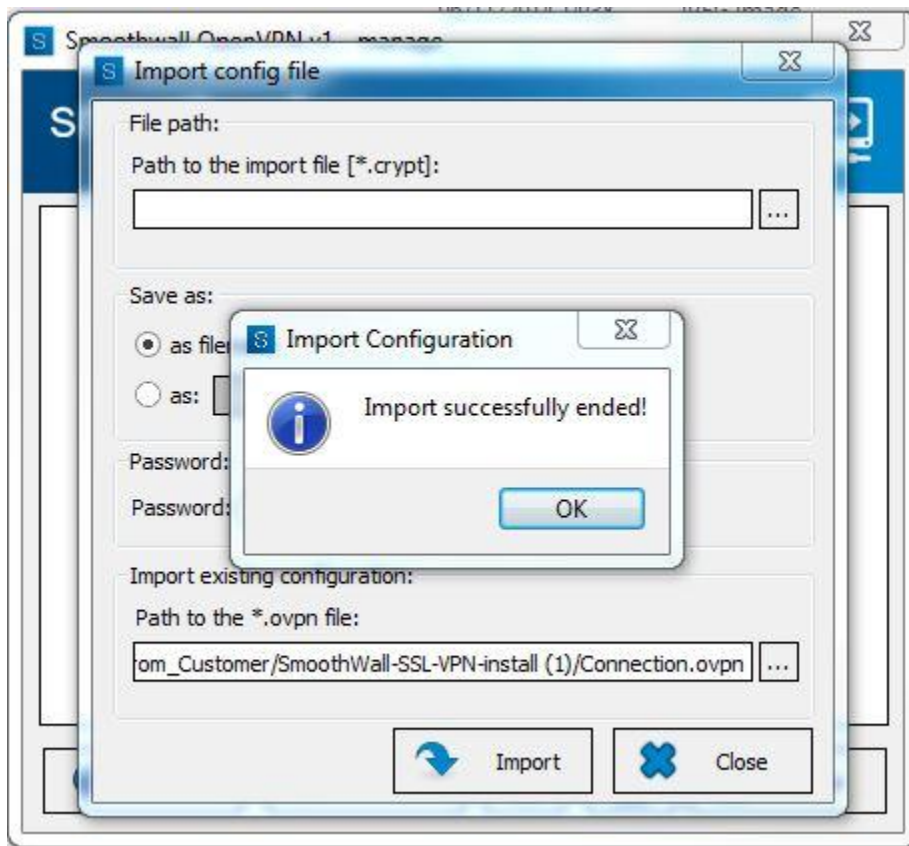 S Smoothwall OpenVPN v1 - manage
S Import config file
S
File path:
Path to the import file [*.crypt]:
...
Save as:
as
as:
S Import Configuration
Import successfully ended!
OK
Password:
Password:
Import existing configuration:
Path to the *.ovpn file:
rom_Customer/SmoothWall-SSL-VPN-install (1)/Connection.ovpn ...
Import
Close